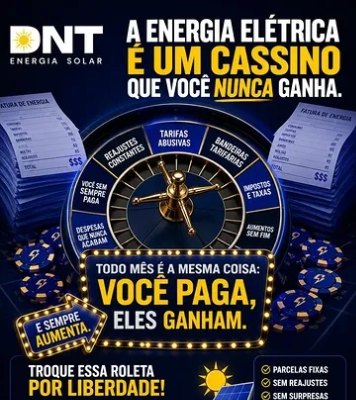 DNT
ENERGIA SOLAR
A ENERGIA ELÉTRICA
É UM CASSINO
QUE VOCÊ NUNCA GANHA.
FATURA DE ENERGIA
$$$
FATURA DE ENERGIA
$$$
REAJUSTES
CONSTANTES
TARIFAS
ABUSIVAS
BANDEIRAS
TARIFÁRIAS
VOCÊ SEM
SEMPRE
PAGA
IMPOSTOS
E TAXAS
DESPESAS
QUE NUNCA
ACABAM
AUMENTOS
SEM FIM
TODO MÊS É A MESMA COISA:
VOCÊ PAGA,
ELES GANHAM.
E SEMPRE
AUMENTA.
TROQUE ESSA ROLETA
POR LIBERDADE!
PARCELAS FIXAS
SEM REAJUSTES
SEM SURPRESAS